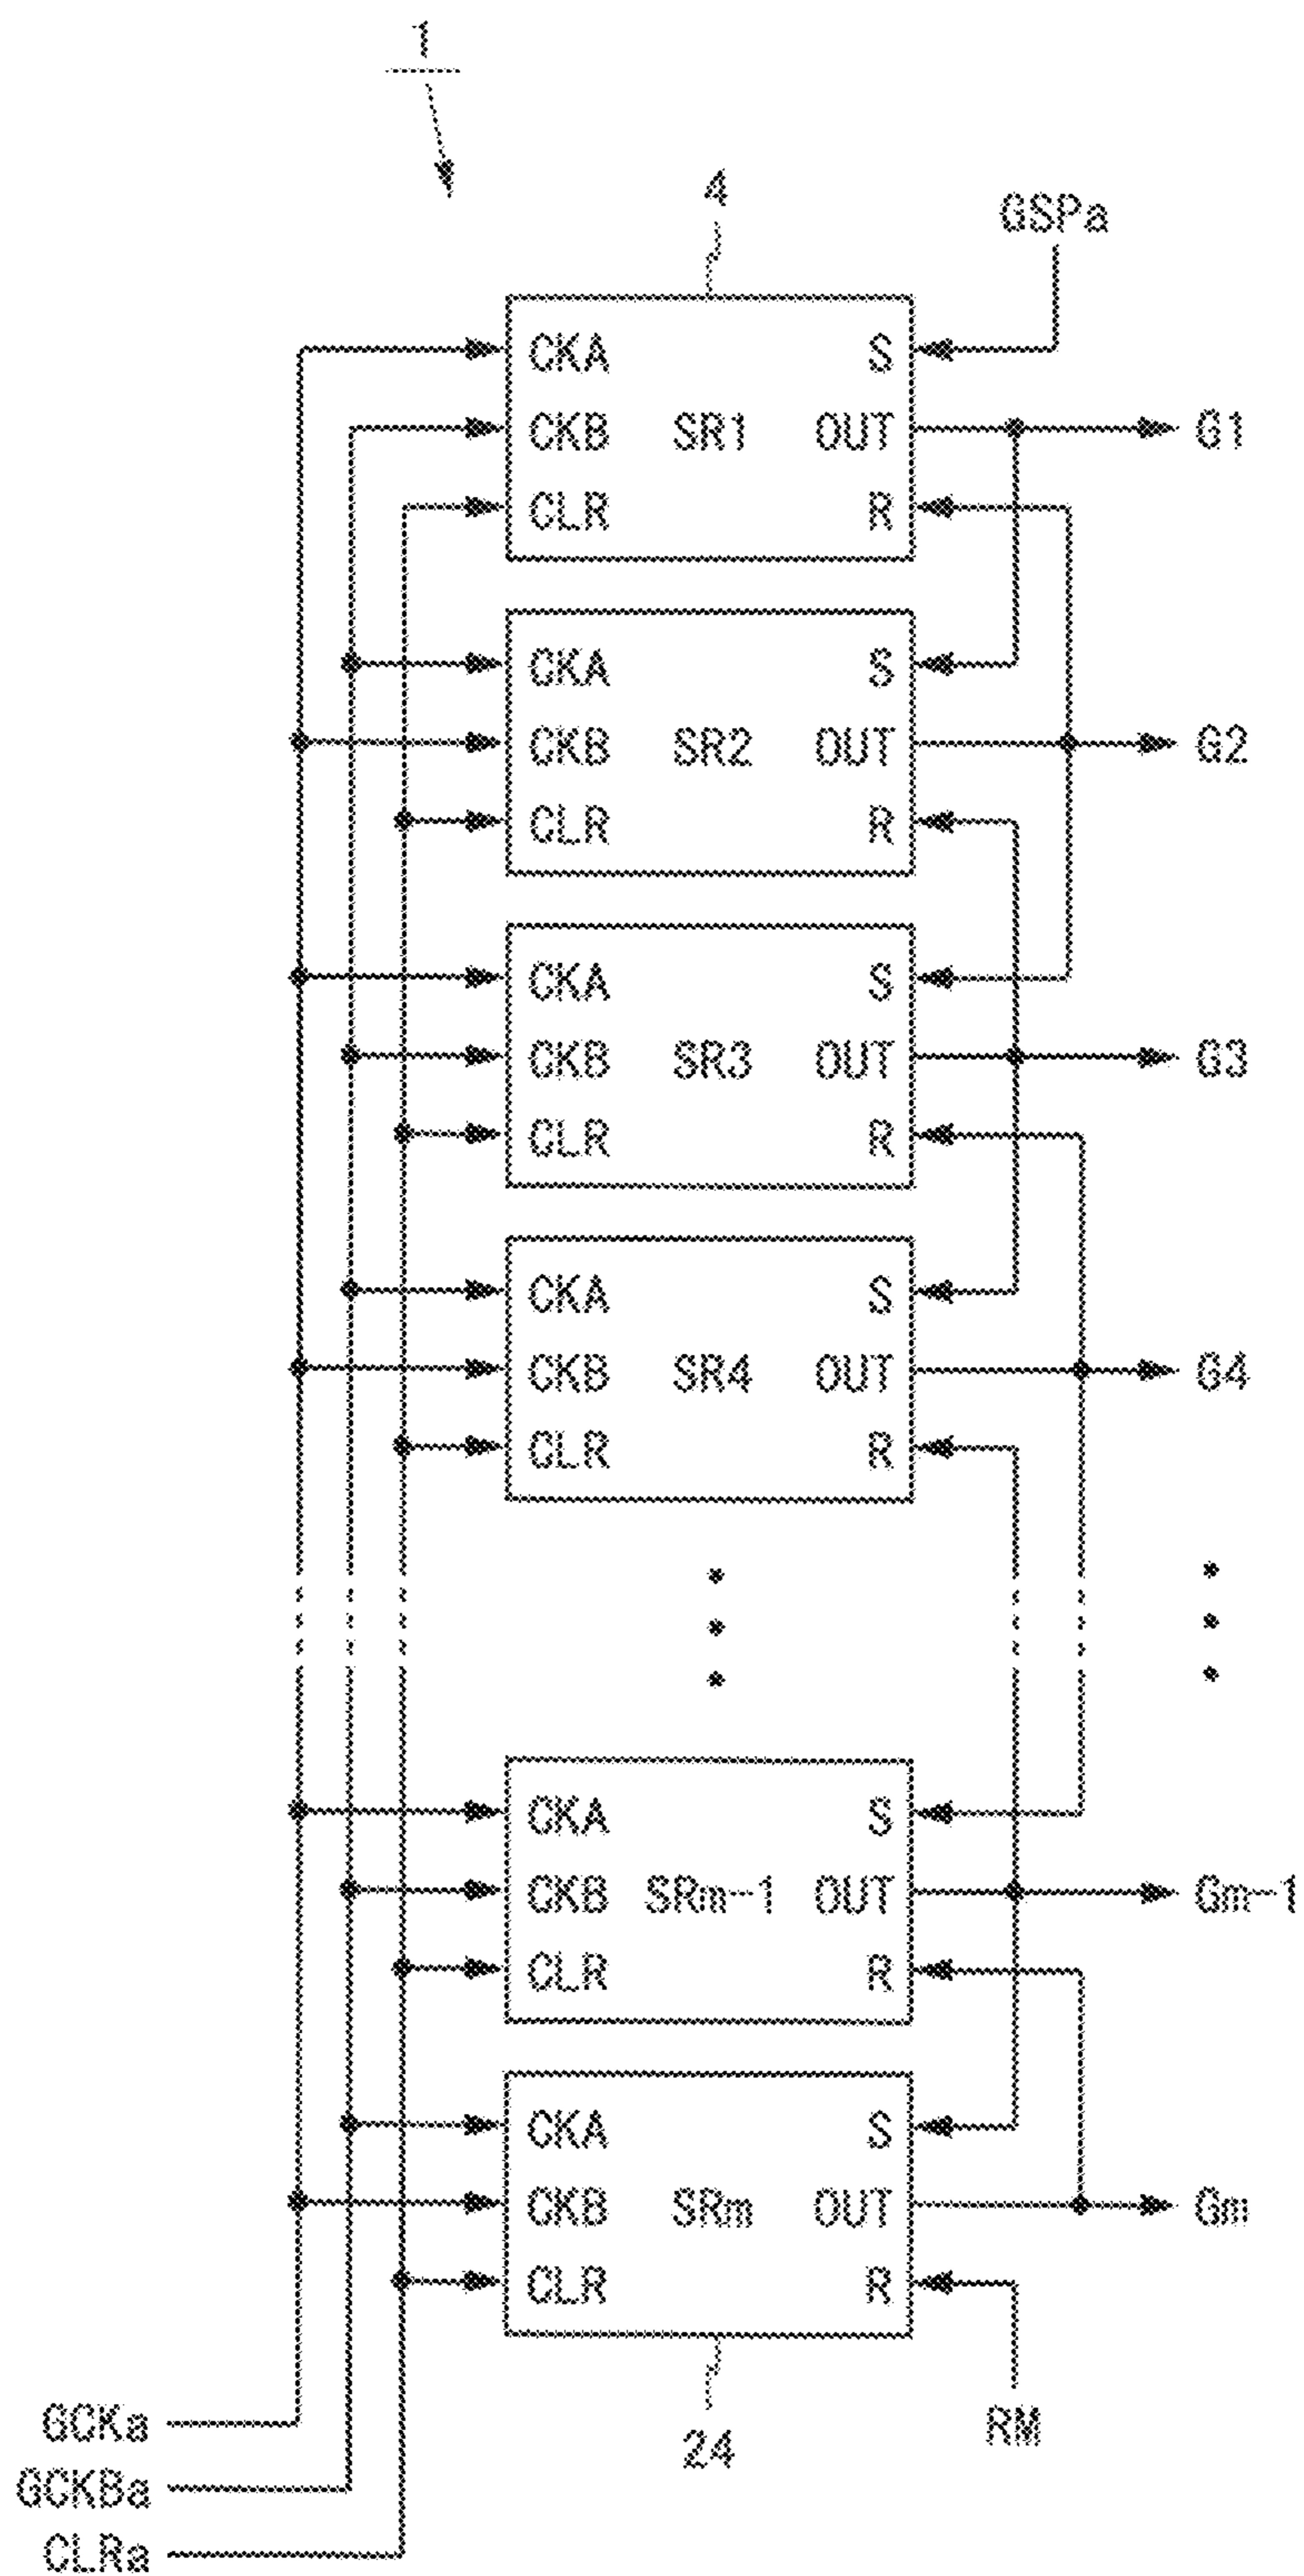 1
4
GSPa
CKA S
CKB SR1 OUT G1
CLR R
CKA S
CKB SR2 OUT G2
CLR R
CKA S
CKB SR3 OUT G3
CLR R
CKA S
CKB SR4 OUT G4
CLR R
CKA S
CKB SRm-1 OUT Gm-1
CLR R
CKA S
CKB SRm OUT Gm
CLR R
GCKa 24 RM
GCKBa
CLRa